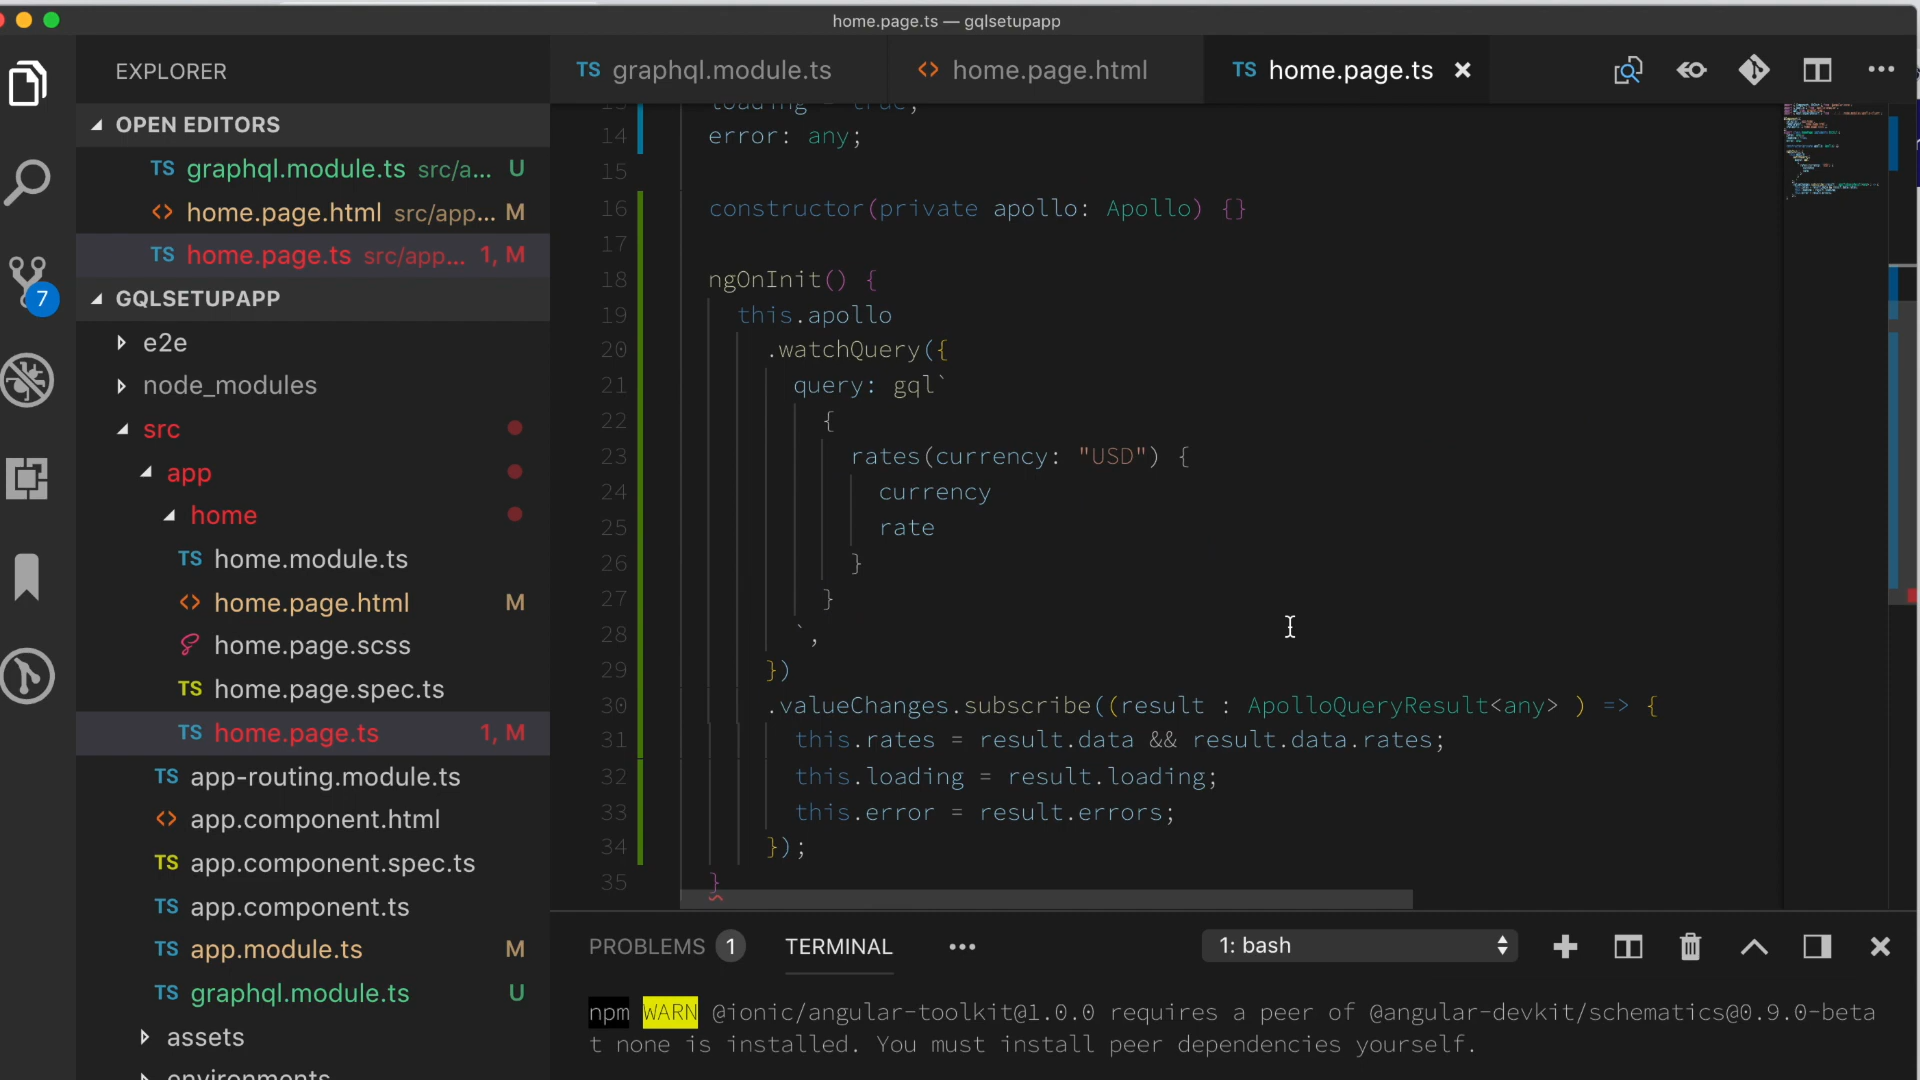 home.page.ts — gqlsetupapp
EXPLORER
TS graphql.module.ts
<> home.page.html
TS home.page.ts
OPEN EDITORS
TS graphql.module.ts src/a... U
<> home.page.html src/app... M
TS home.page.ts src/app... 1, M
GQLSETUPAPP
e2e
node_modules
src
app
home
TS home.module.ts
<> home.page.html M
home.page.scss
TS home.page.spec.ts
TS home.page.ts 1, M
TS app-routing.module.ts
<> app.component.html
TS app.component.spec.ts
TS app.component.ts
TS app.module.ts M
TS graphql.module.ts U
assets
environments
7
13 loading = true;
14 error: any;
15
16 constructor(private apollo: Apollo) {}
17
18 ngOnInit() {
19 this.apollo
20 .watchQuery({
21 query: gql`
22 {
23 rates(currency: "USD") {
24 currency
25 rate
26 }
27 }
28 `,
29 })
30 .valueChanges.subscribe((result : ApolloQueryResult<any> ) => {
31 this.rates = result.data && result.data.rates;
32 this.loading = result.loading;
33 this.error = result.errors;
34 });
35 }
PROBLEMS 1 TERMINAL ••• 1: bash
npm WARN @ionic/angular-toolkit@1.0.0 requires a peer of @angular-devkit/schematics@0.9.0-beta
t none is installed. You must install peer dependencies yourself.